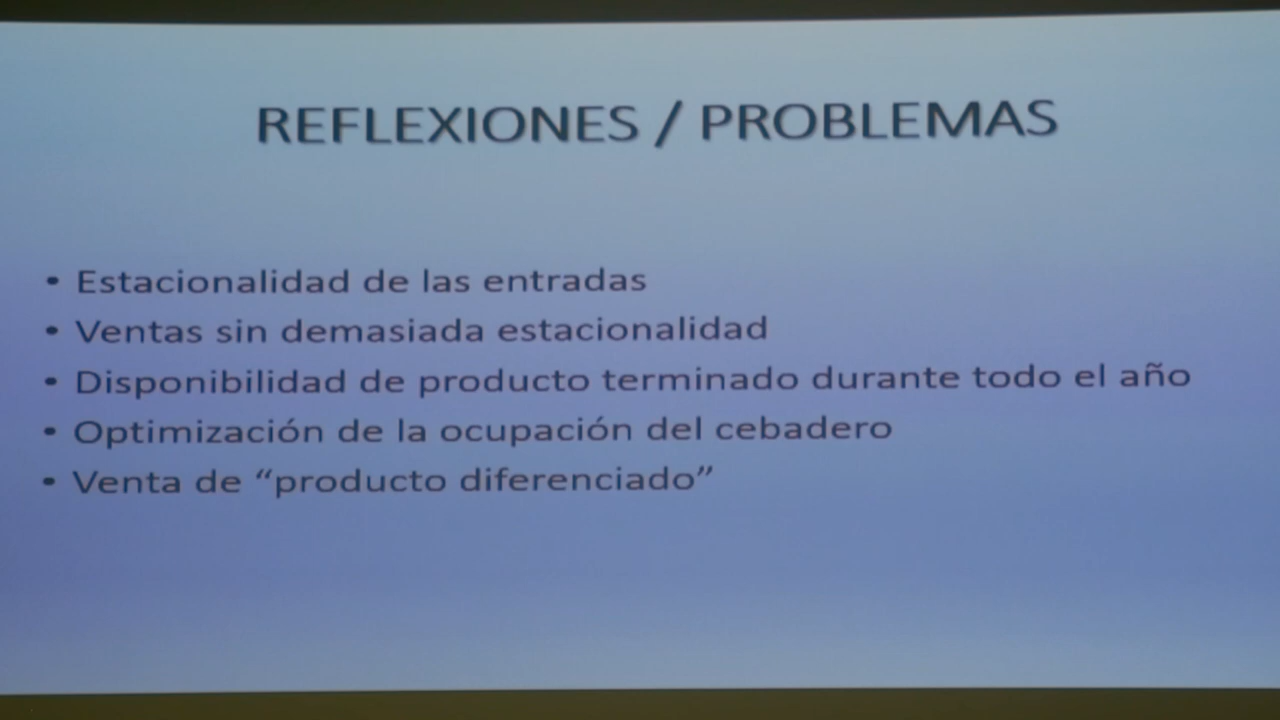 REFLEXIONES / PROBLEMAS
• Estacionalidad de las entradas
• Ventas sin demasiada estacionalidad
• Disponibilidad de producto terminado durante todo el año
• Optimización de la ocupación del cebadero
• Venta de “producto diferenciado”